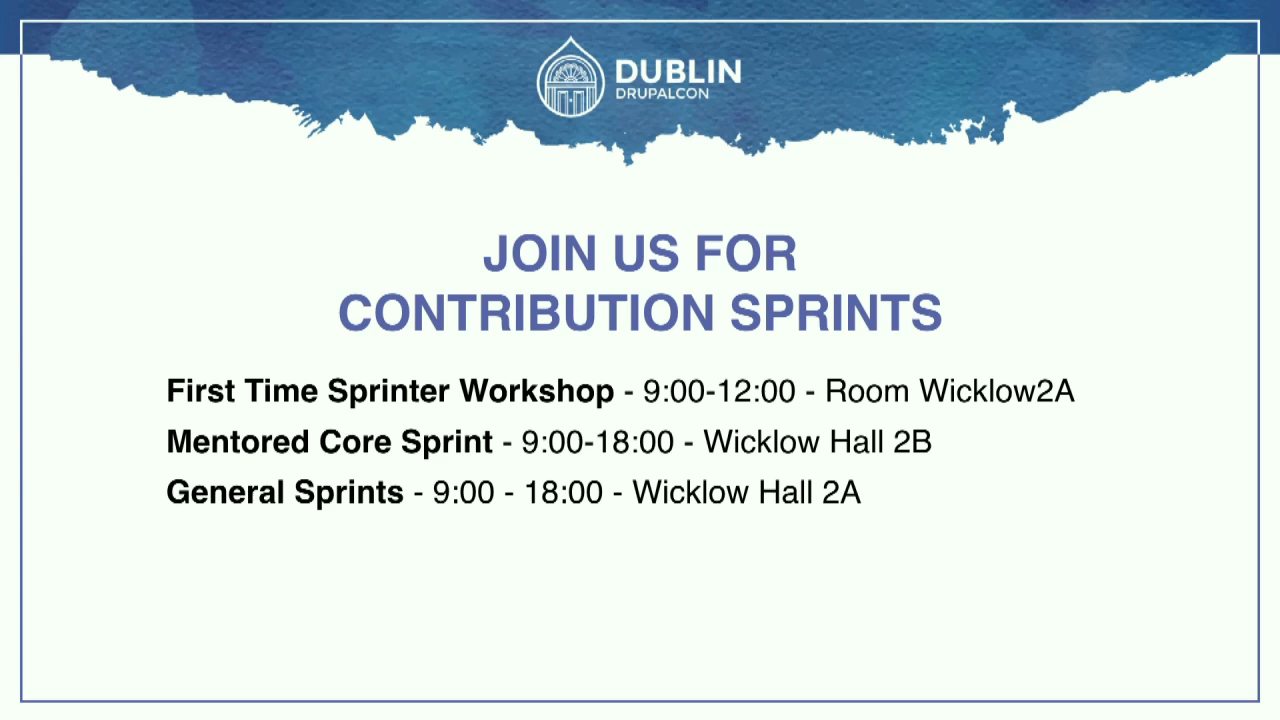 DUBLIN
DRUPALCON
JOIN US FOR
CONTRIBUTION SPRINTS
First Time Sprinter Workshop - 9:00-12:00 - Room Wicklow2A
Mentored Core Sprint - 9:00-18:00 - Wicklow Hall 2B
General Sprints - 9:00 - 18:00 - Wicklow Hall 2A